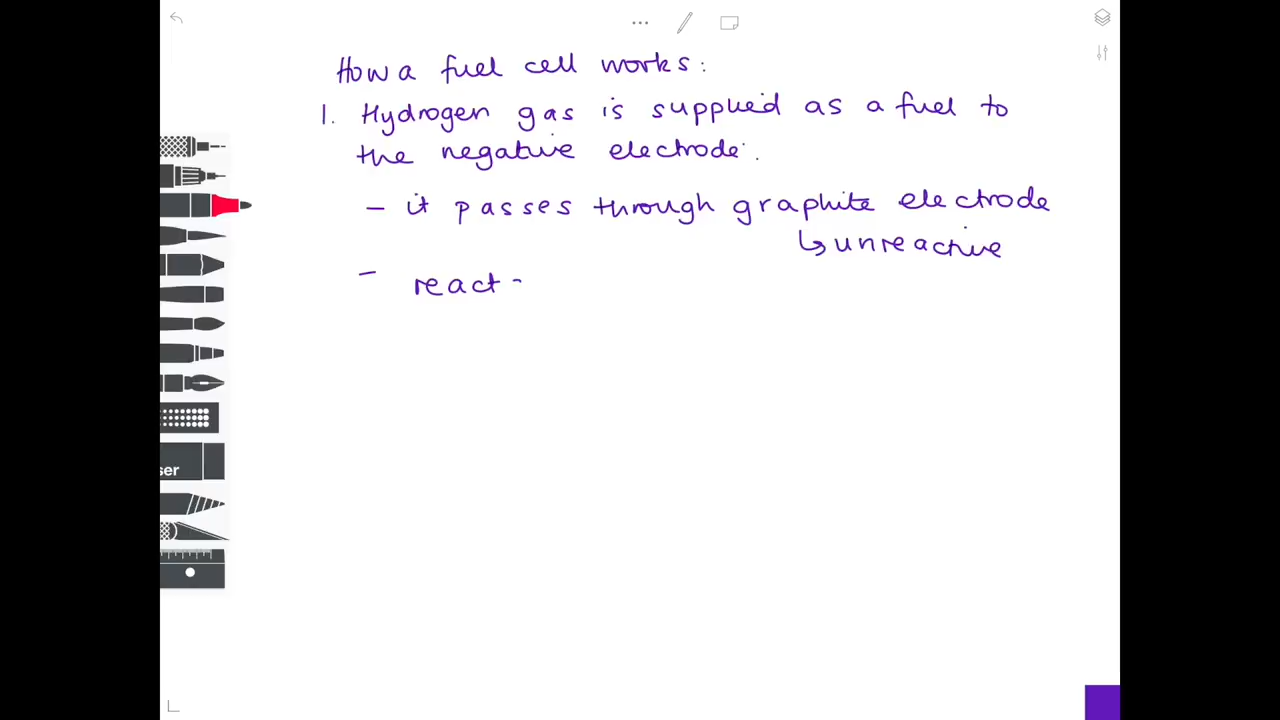 How a fuel cell works:
1. Hydrogen gas is supplied as a fuel to
the negative electrode.
- it passes through graphite electrode
↳ unreactive
- react -
ser